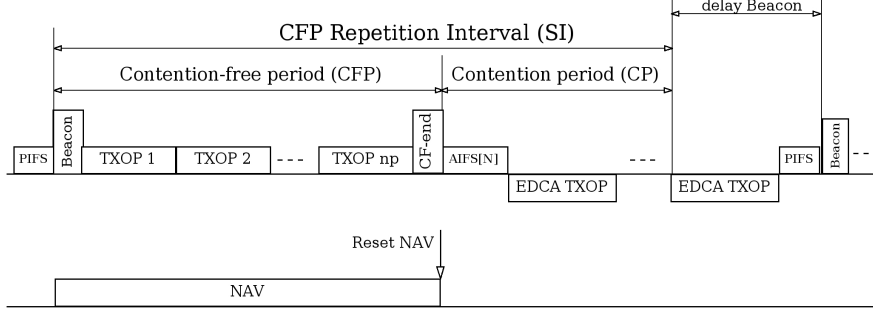 delay Beacon
CFP Repetition Interval (SI)
Contention-free period (CFP)
Contention period (CP)
PIFS
Beacon
TXOP 1
TXOP 2
TXOP np
CF-end
AIFS[N]
EDCA TXOP
EDCA TXOP
PIFS
Beacon
Reset NAV
NAV